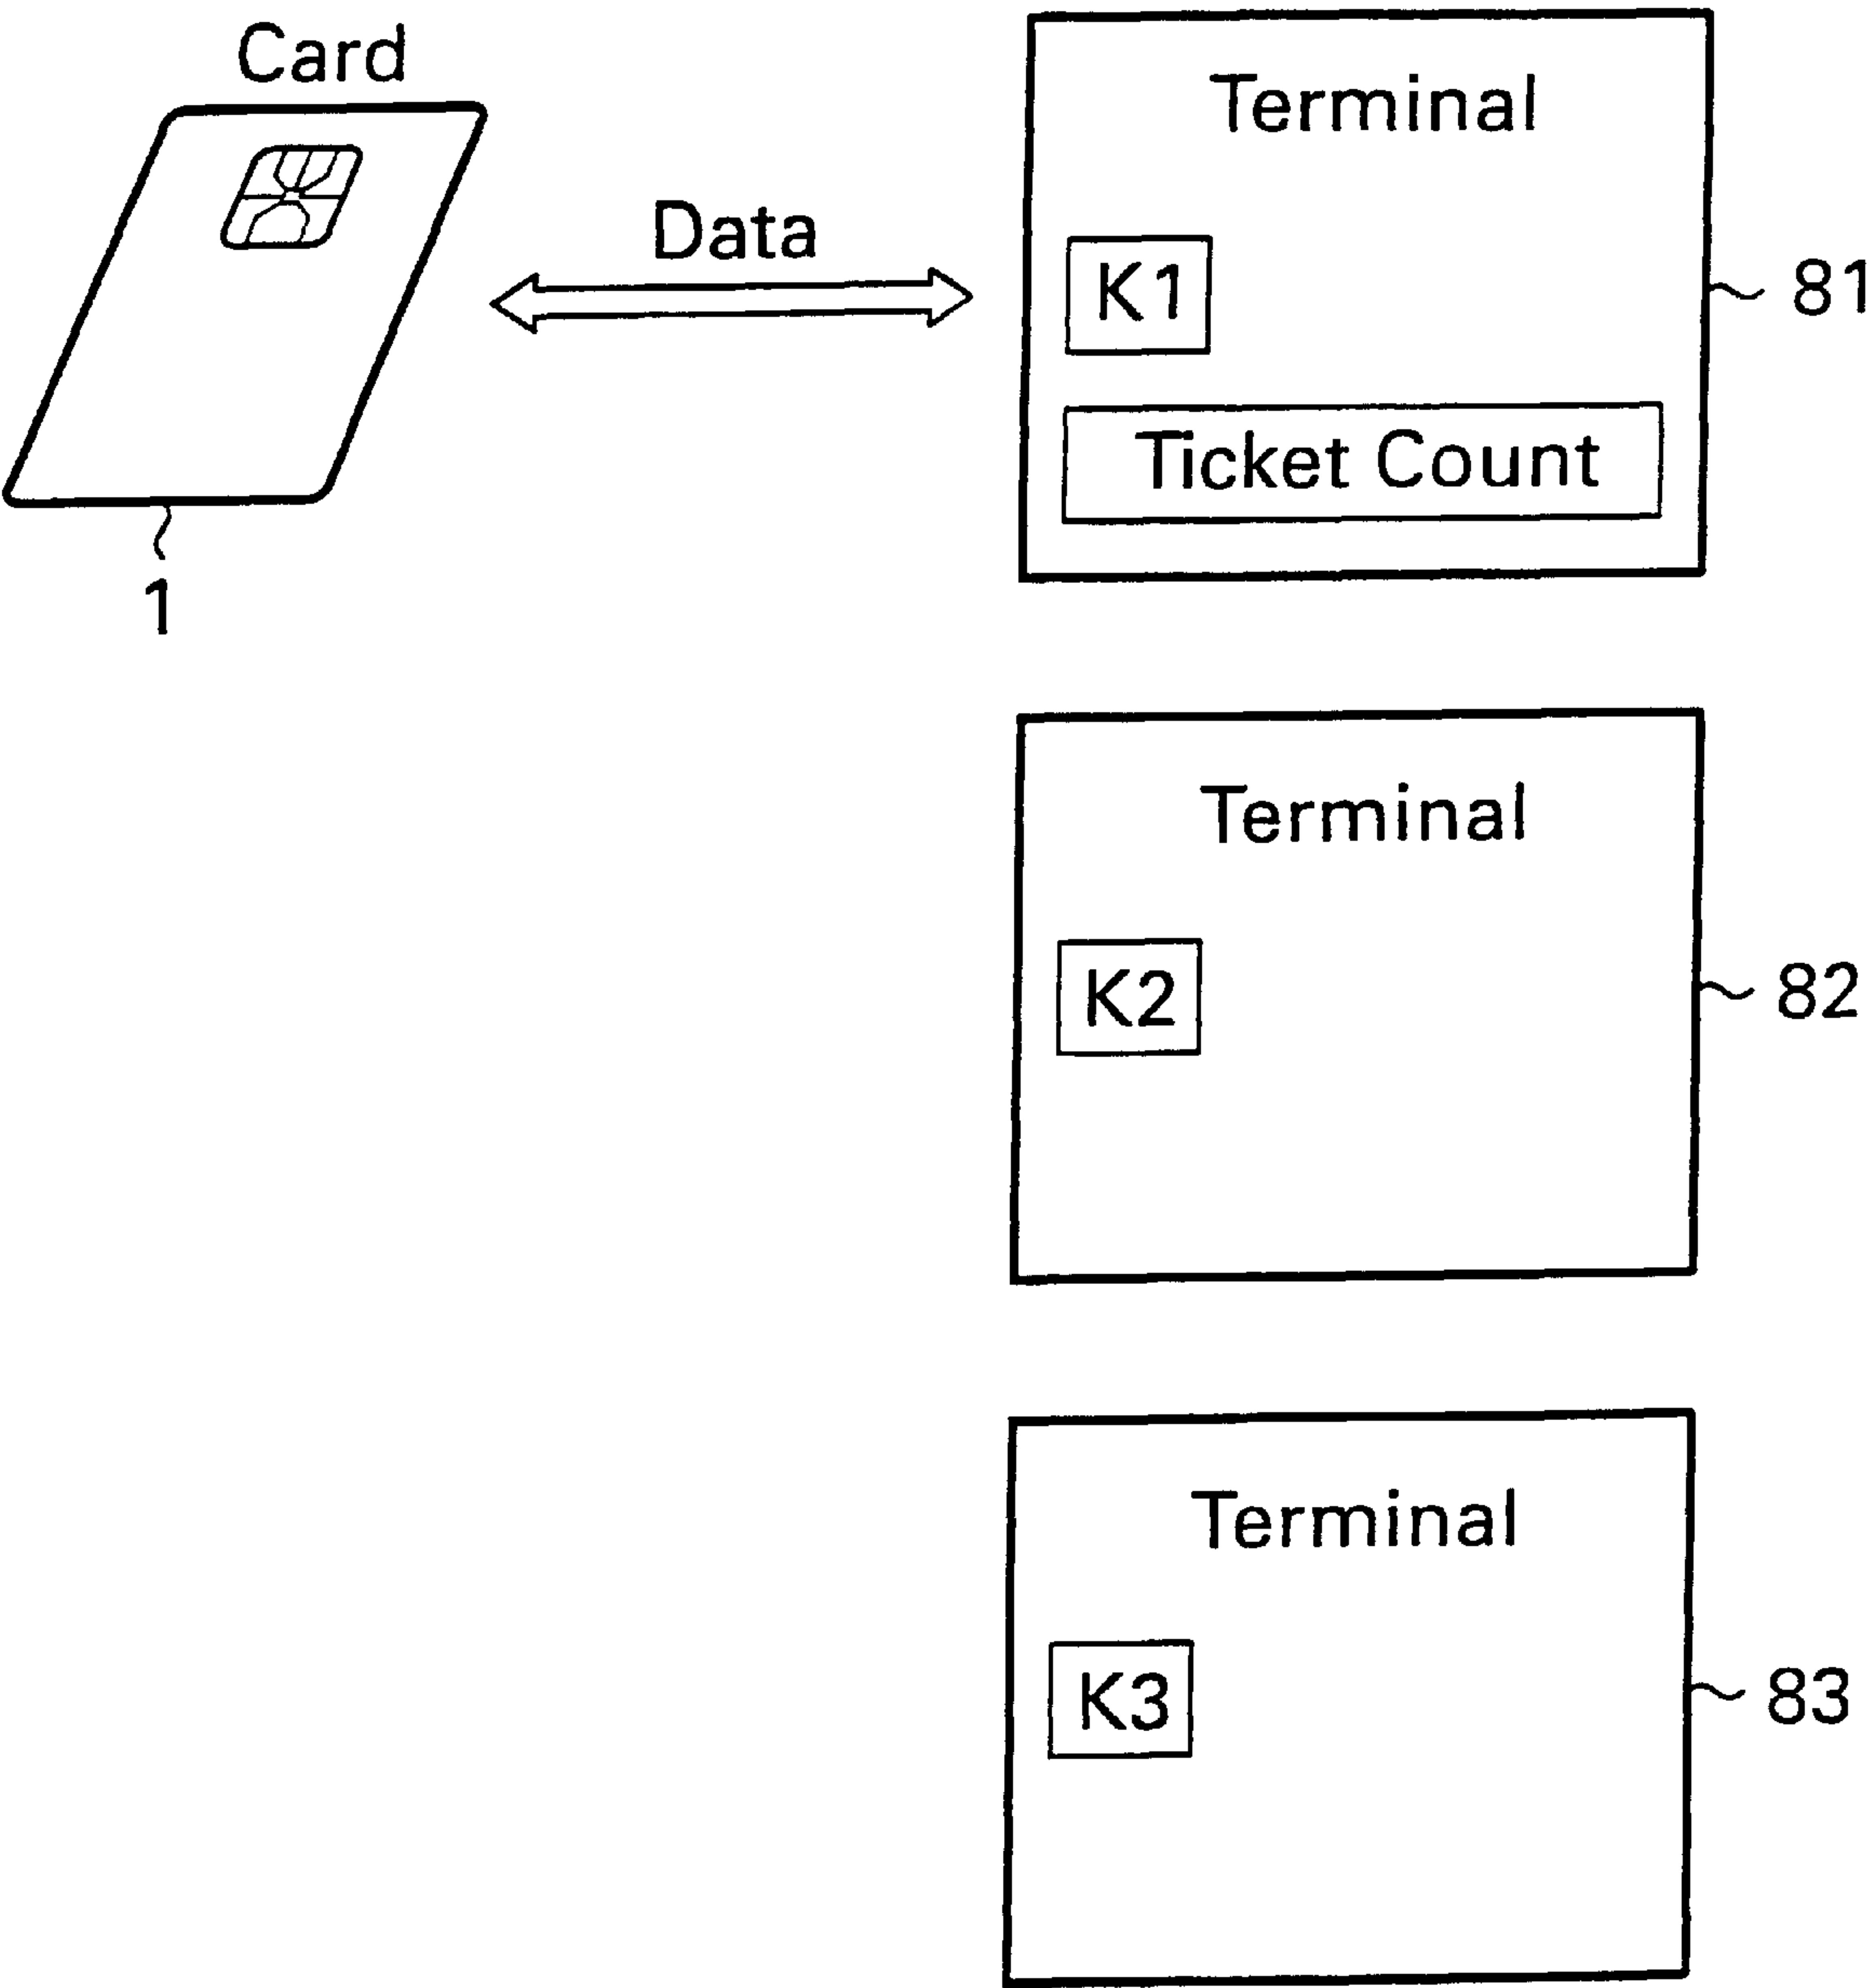 Card
1
Data
Terminal
K1
Ticket Count
81
Terminal
K2
82
Terminal
K3
83